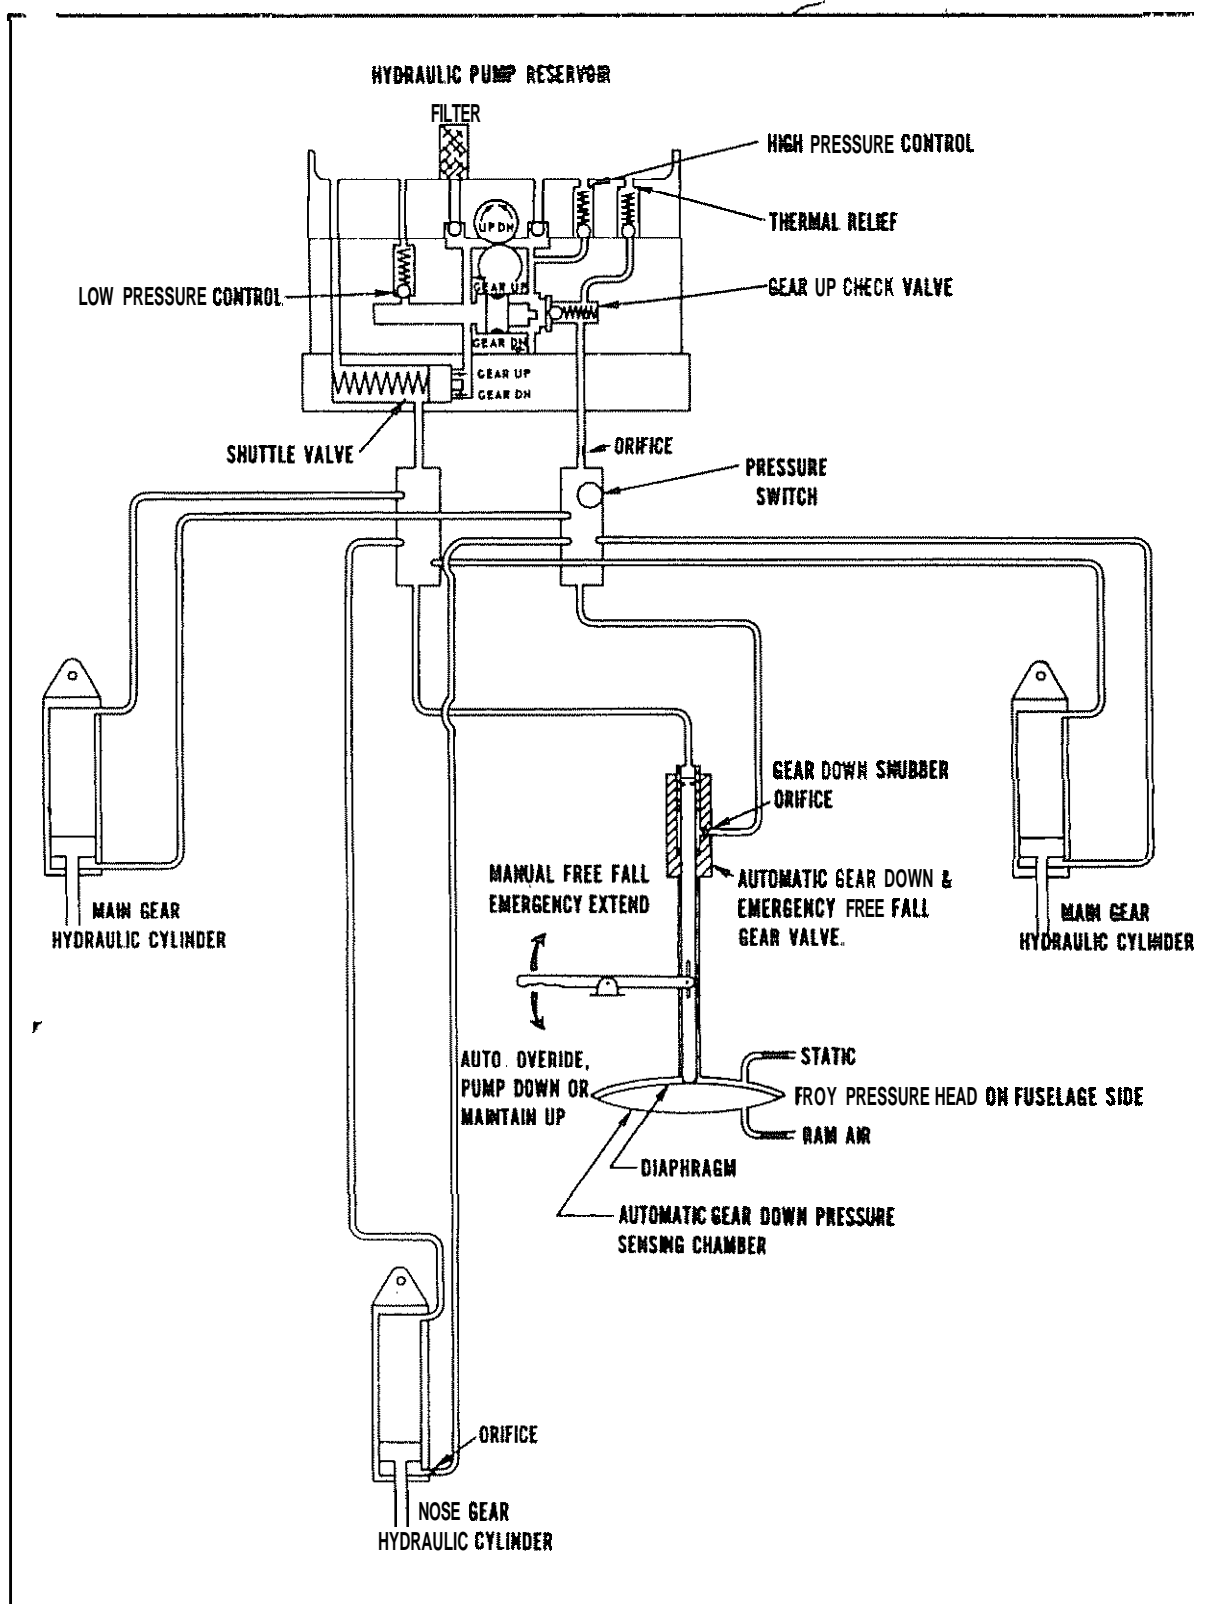 HYDRAULIC PUMP RESERVOIR
FILTER
HIGH PRESSURE CONTROL
THERMAL RELIEF
UP DN
GEAR UP
LOW PRESSURE CONTROL
GEAR UP CHECK VALVE
GEAR DN
GEAR UP
GEAR DN
SHUTTLE VALVE
ORIFICE
PRESSURE
SWITCH
GEAR DOWN SNUBBER
ORIFICE
MANUAL FREE FALL
EMERGENCY EXTEND
AUTOMATIC GEAR DOWN &
EMERGENCY FREE FALL
GEAR VALVE.
MAIN GEAR
HYDRAULIC CYLINDER
MAIN GEAR
HYDRAULIC CYLINDER
AUTO. OVERIDE,
PUMP DOWN OR
MAINTAIN UP
STATIC
FROY PRESSURE HEAD ON FUSELAGE SIDE
RAM AIR
DIAPHRAGM
AUTOMATIC GEAR DOWN PRESSURE
SENSING CHAMBER
ORIFICE
NOSE GEAR
HYDRAULIC CYLINDER